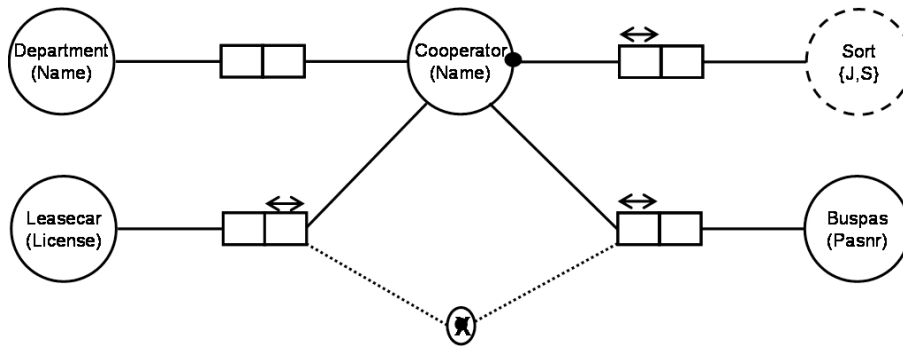 Department
(Name)
Cooperator
(Name)
Sort
{J,S}
Leasecar
(License)
Buspas
(Pasnr)
X